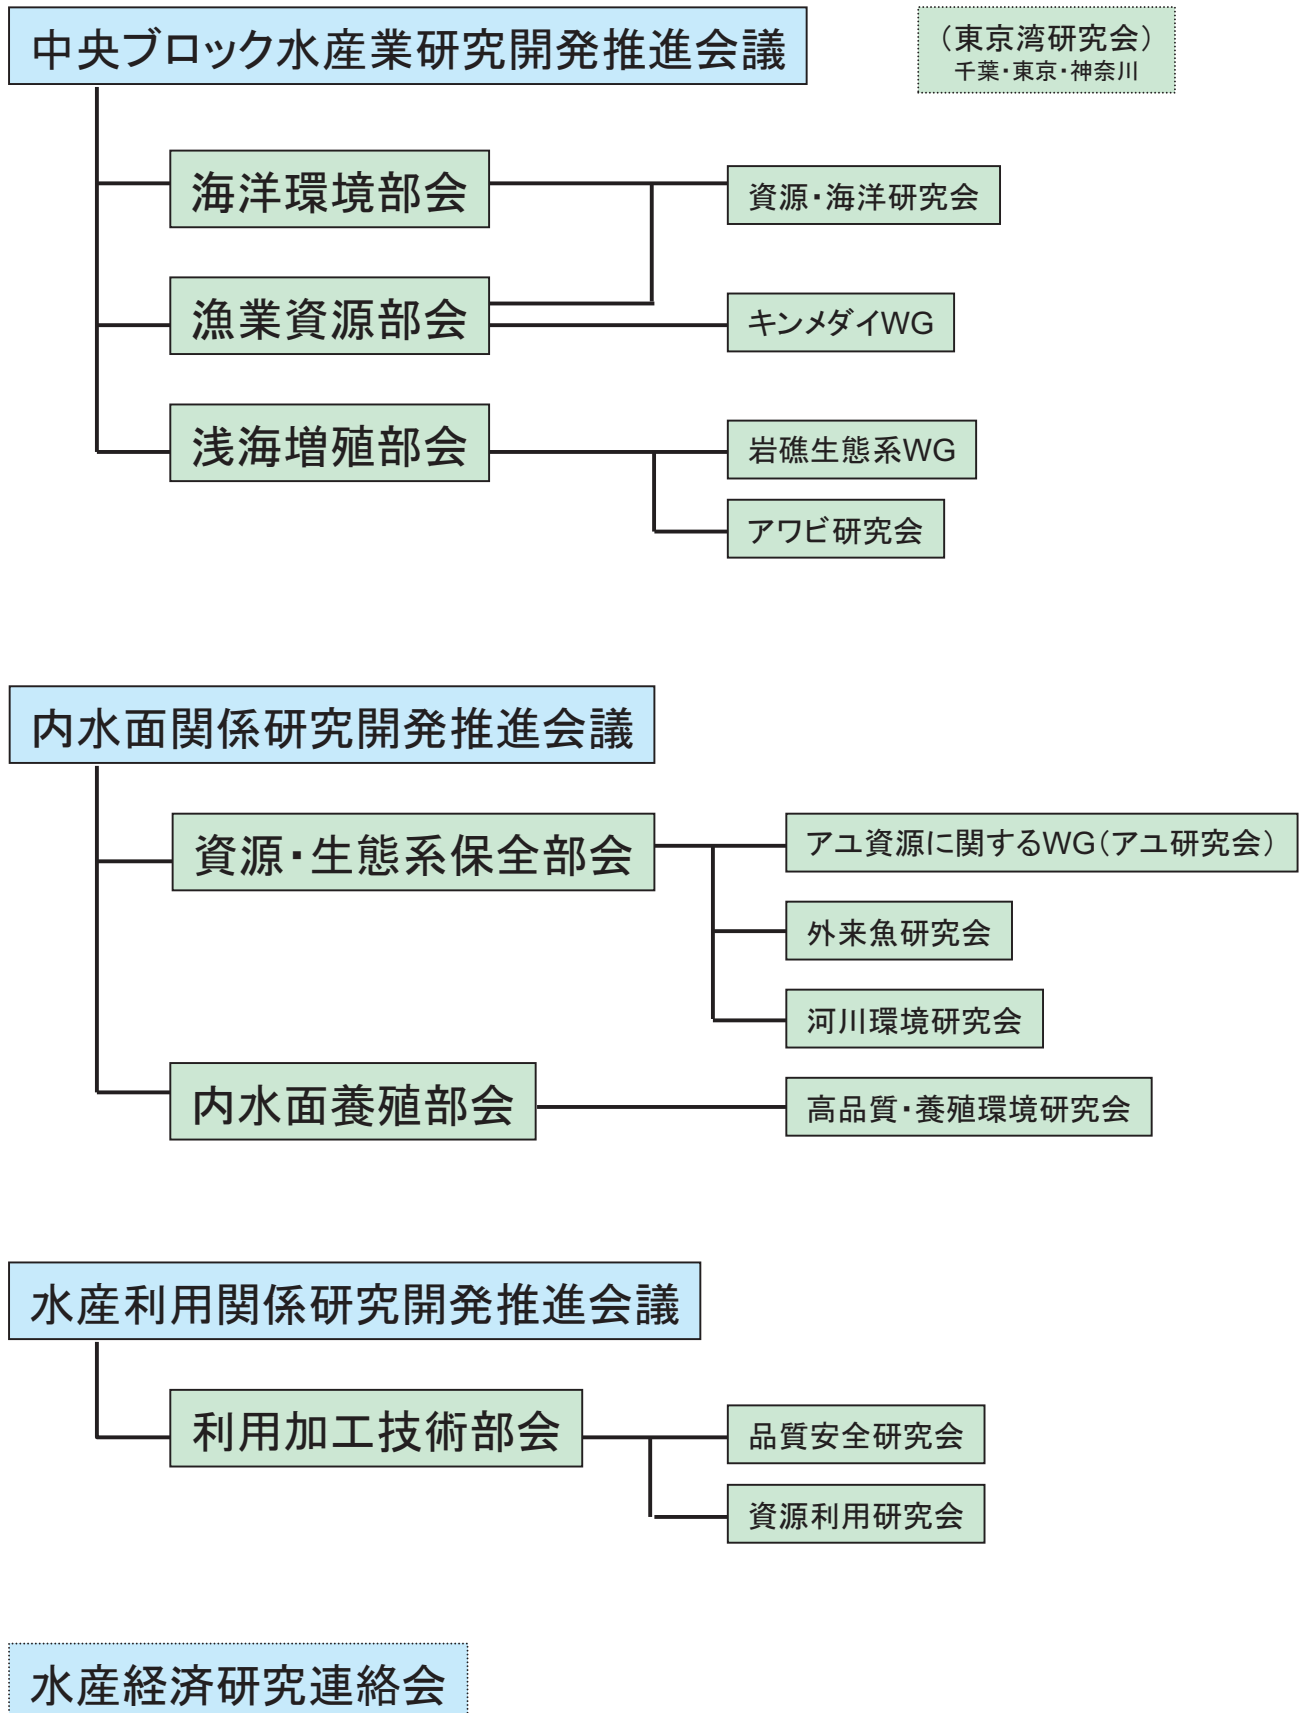 中央ブロック水産業研究開発推進会議
（東京湾研究会）
千葉・東京・神奈川
海洋環境部会
資源・海洋研究会
漁業資源部会
キンメダイWG
浅海増殖部会
岩礁生態系WG
アワビ研究会
内水面関係研究開発推進会議
資源・生態系保全部会
アユ資源に関するWG（アユ研究会）
外来魚研究会
河川環境研究会
内水面養殖部会
高品質・養殖環境研究会
水産利用関係研究開発推進会議
利用加工技術部会
品質安全研究会
資源利用研究会
水産経済研究連絡会